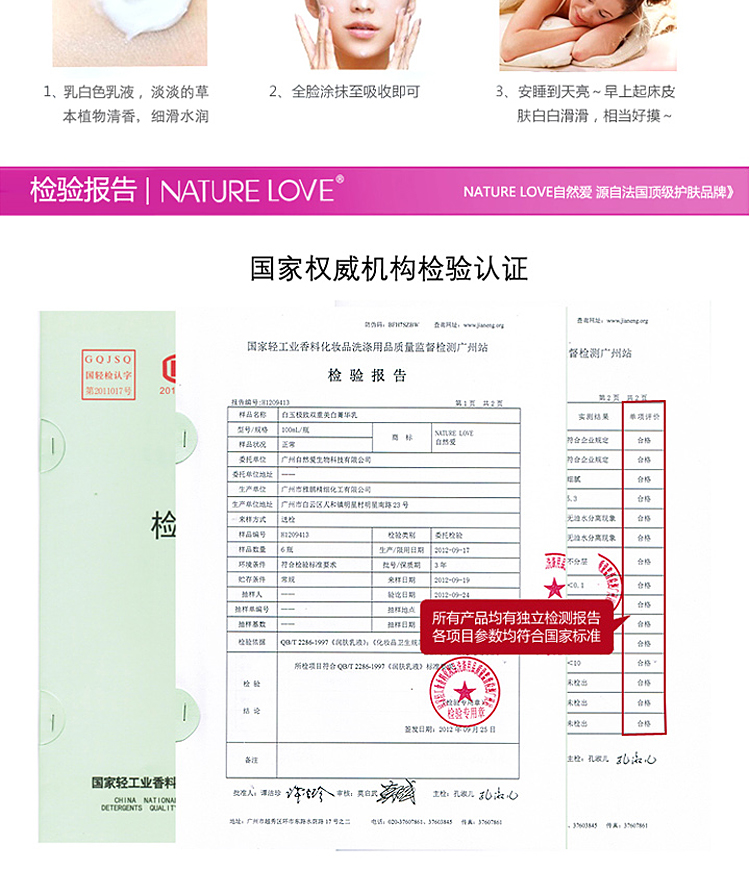 1、乳白色乳液，淡淡的草
本植物清香，细滑水润
2、全脸涂抹至吸收即可
3、安睡到天亮~早上起床皮
肤白白滑滑，相当好摸~
检验报告 | NATURE LOVE®
NATURE LOVE自然爱 源自法国顶级护肤品牌》
国家权威机构检验认证
GQJSQ
国轻检认字
第2011017号
201
检
国家轻工业香料
CHINA NATIONA
DETERGENTS QUALIT
防伪码：BFH7SZBW 查询网址：www.jianeng.org
国家轻工业香料化妆品洗涤用品质量监督检测广州站
检验报告
报告编号:81209413 第1页 共2页
样品名称 白玉极致双重美白菁华乳
型号/规格 100mL/瓶 商标 NATURE LOVE 自然爱
样品状况 正常
委托单位 广州自然爱生物科技有限公司
委托单位地址 ——
生产单位 广州市雅鹏精细化工有限公司
生产单位地址 广州市白云区人和镇明星村明星南路23号
来样方式 送检
样品编号 81209413 检验类别 委托检验
样品数量 6瓶 生产/限用日期 2012-09-17
环境条件 符合检验标准要求 批号/保质期 3年
贮存条件 常规 来样日期 2012-09-19
抽样人 —— 验讫日期 2012-09-24
抽样单编号 —— 抽样地点
抽样基数 —— 抽样日期
检验依据 QB/T 2286-1997《润肤乳液》；《化妆品卫生规
检验结论 所检项目符合QB/T 2286-1997《润肤乳液》标准
检验专用章
签发日期：2012年09月25日
备注
批准人：谭洁珍 审核：莫自武 主检：孔淑儿
地址：广州市越秀区环市东路水荫路17号之二 电话：020-37607861、37603845 传真：37607861
查询网址：www.jianeng.org
督检测广州站
第2页 共2页
实测结果 单项评价
符合企业规定 合格
符合企业规定 合格
细腻 合格
5.3 合格
无油水分离现象 合格
无油水分离现象 合格
不分层 合格
<0.1 合格
合格
合格
合格
<10 合格
未检出 合格
未检出 合格
未检出 合格
所有产品均有独立检测报告
各项目参数均符合国家标准
主检：孔淑儿
、37603845 传真：37607861